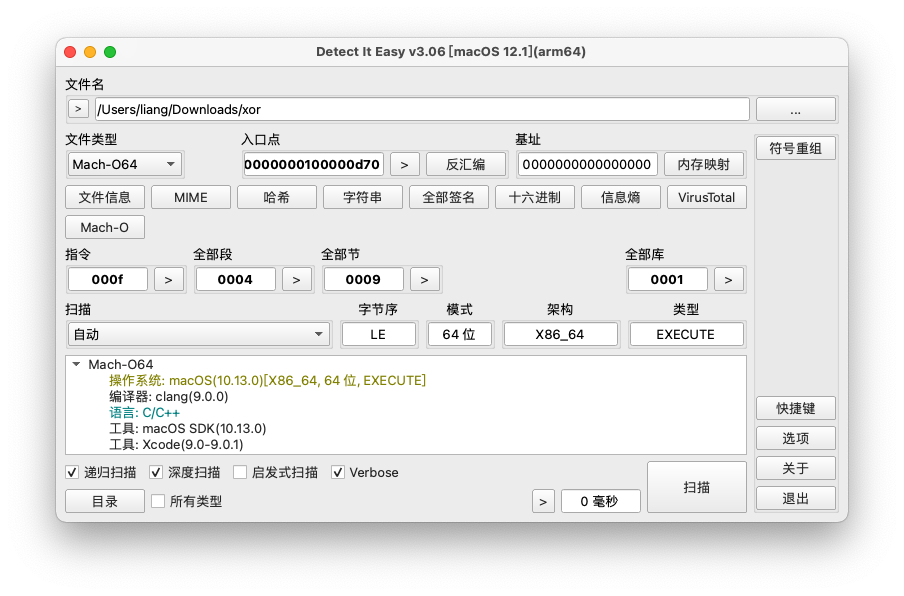 Detect It Easy v3.06 [macOS 12.1](arm64)
文件名
> /Users/liang/Downloads/xor ...
文件类型 入口点 基址
Mach-O64 0000000100000d70 > 反汇编 0000000000000000 内存映射 符号重组
文件信息 MIME 哈希 字符串 全部签名 十六进制 信息熵 VirusTotal
Mach-O
指令 全部段 全部节 全部库
000f > 0004 > 0009 > 0001 >
扫描 字节序 模式 架构 类型
自动 LE 64 位 X86_64 EXECUTE
Mach-O64
操作系统: macOS(10.13.0)[X86_64, 64 位, EXECUTE]
编译器: clang(9.0.0)
语言: C/C++
工具: macOS SDK(10.13.0)
工具: Xcode(9.0-9.0.1)
快捷键
选项
关于
退出
递归扫描 深度扫描 启发式扫描 Verbose
目录 所有类型 > 0 毫秒 扫描